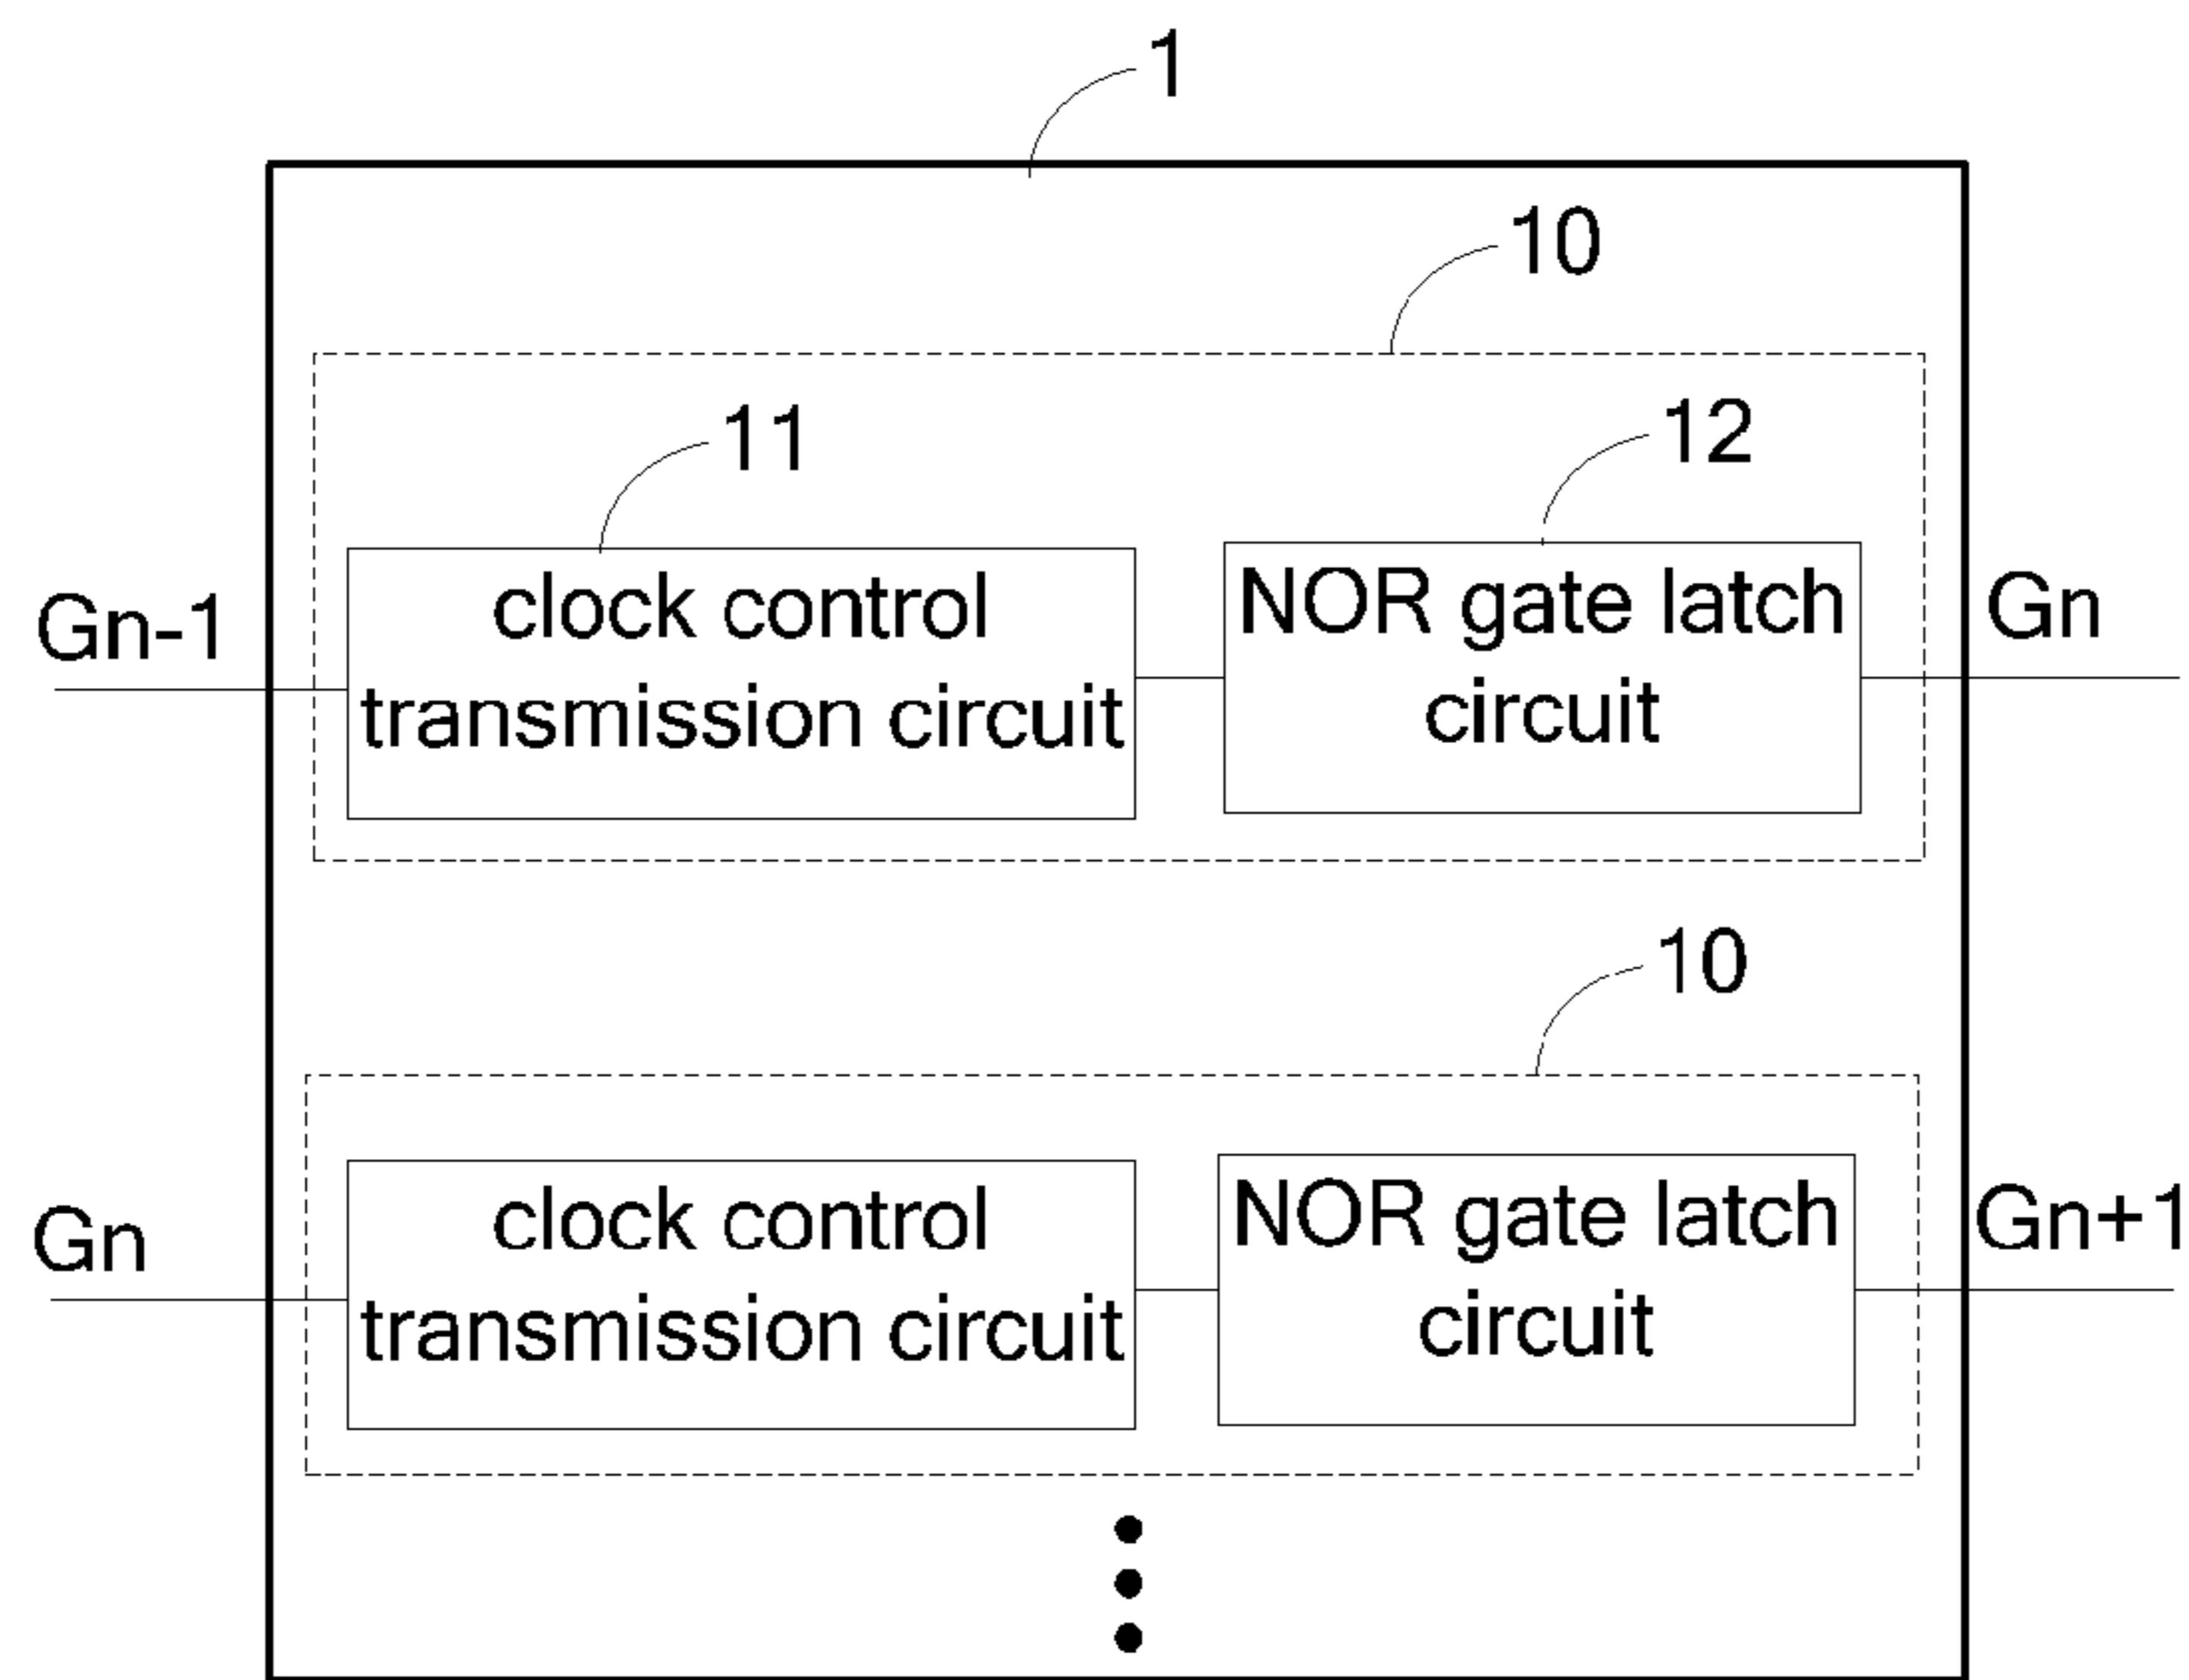 1
10
11
12
Gn-1
clock control
transmission circuit
NOR gate latch
circuit
Gn
10
Gn
clock control
transmission circuit
NOR gate latch
circuit
Gn+1